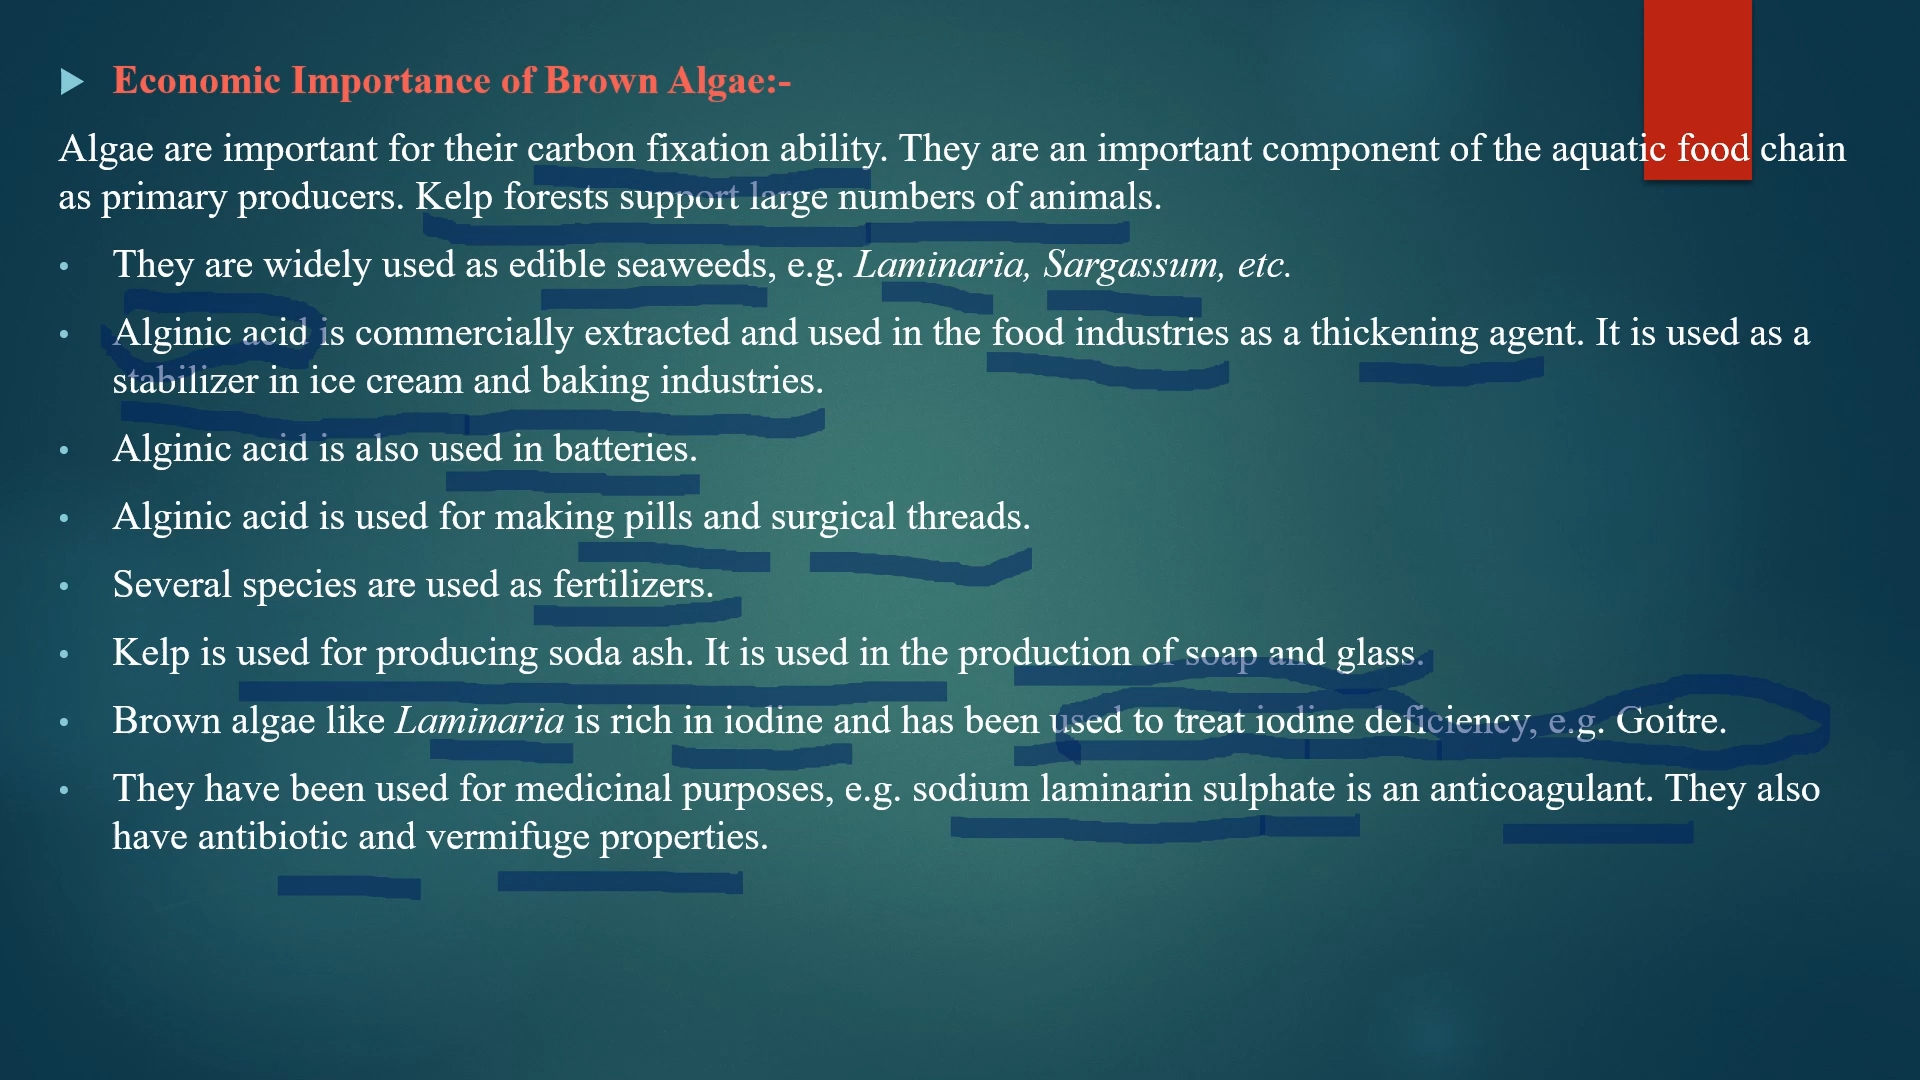 Economic Importance of Brown Algae:-
Algae are important for their carbon fixation ability. They are an important component of the aquatic food chain
as primary producers. Kelp forests support large numbers of animals.
• They are widely used as edible seaweeds, e.g. Laminaria, Sargassum, etc.
• Alginic acid is commercially extracted and used in the food industries as a thickening agent. It is used as a
stabilizer in ice cream and baking industries.
• Alginic acid is also used in batteries.
• Alginic acid is used for making pills and surgical threads.
• Several species are used as fertilizers.
• Kelp is used for producing soda ash. It is used in the production of soap and glass.
• Brown algae like Laminaria is rich in iodine and has been used to treat iodine deficiency, e.g. Goitre.
• They have been used for medicinal purposes, e.g. sodium laminarin sulphate is an anticoagulant. They also
have antibiotic and vermifuge properties.